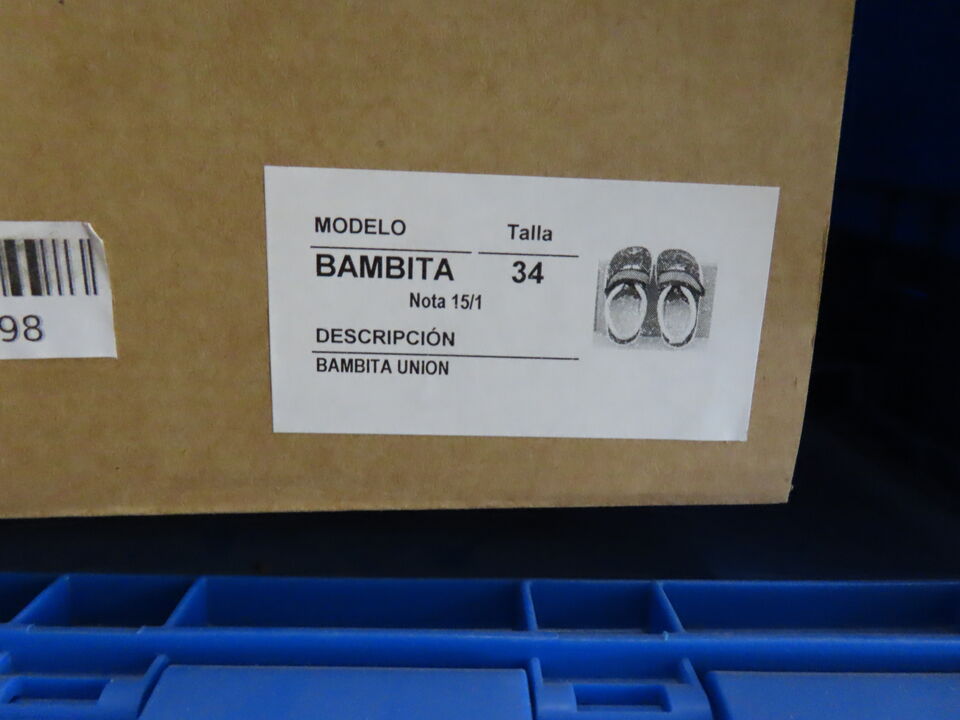 MODELO Talla
BAMBITA 34
Nota 15/1
DESCRIPCIÓN
BAMBITA UNION
98